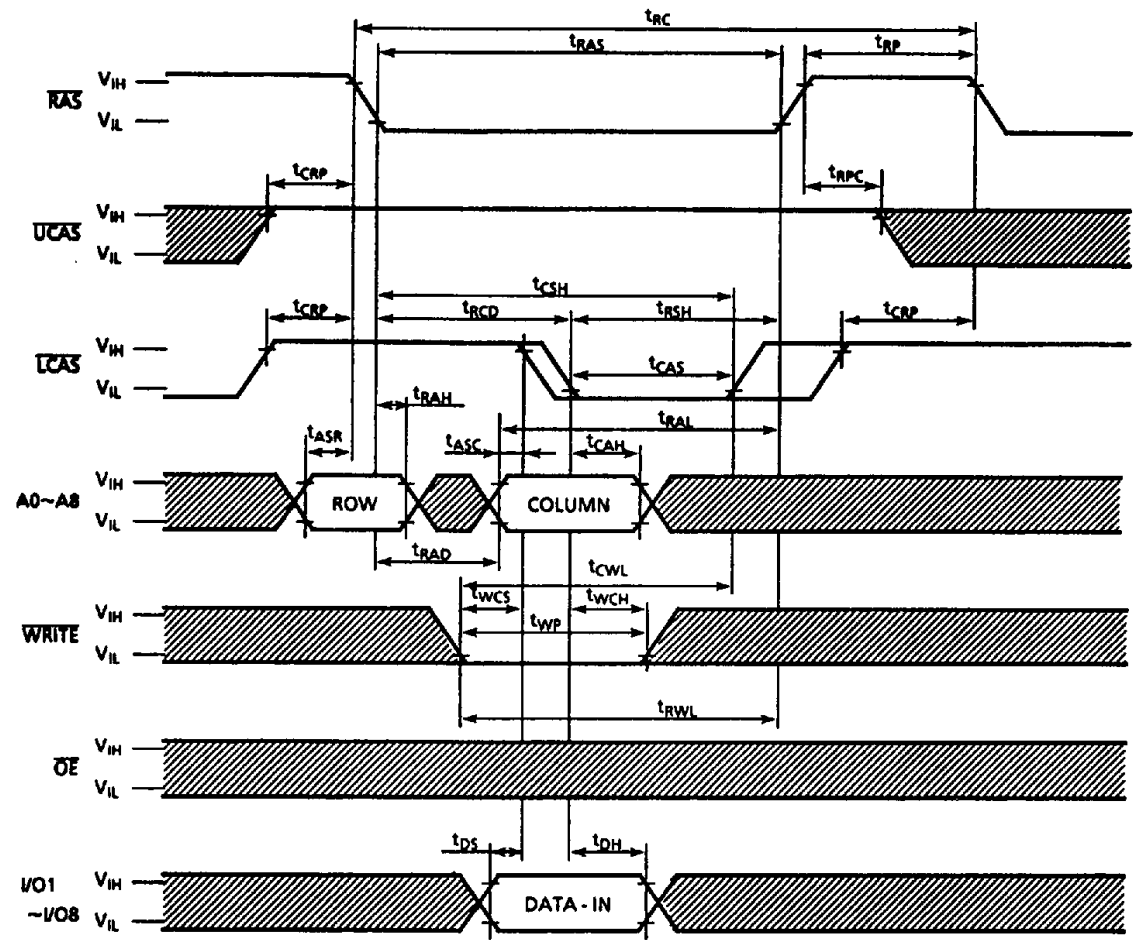 tRC
tRAS tRP
RAS VIH
VIL
tCRP tRPC
UCAS VIH
VIL
tCSH
tCRP tRCD tRSH tCRP
LCAS VIH
VIL
tCAS
tRAH
tRAL
tASR tASC tCAH
A0~A8 VIH
VIL
ROW COLUMN
tRAD
tCWL
tWCS tWCH
WRITE VIH
VIL
tWP
tRWL
OE VIH
VIL
tDS tDH
I/O1 VIH
~I/O8 VIL
DATA - IN